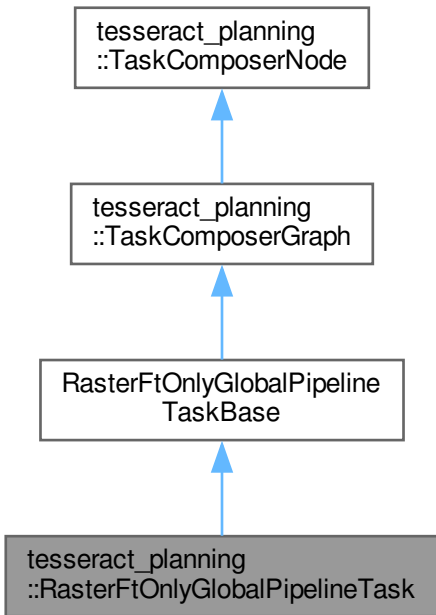 tesseract_planning
::TaskComposerNode
tesseract_planning
::TaskComposerGraph
RasterFtOnlyGlobalPipeline
TaskBase
tesseract_planning
::RasterFtOnlyGlobalPipelineTask